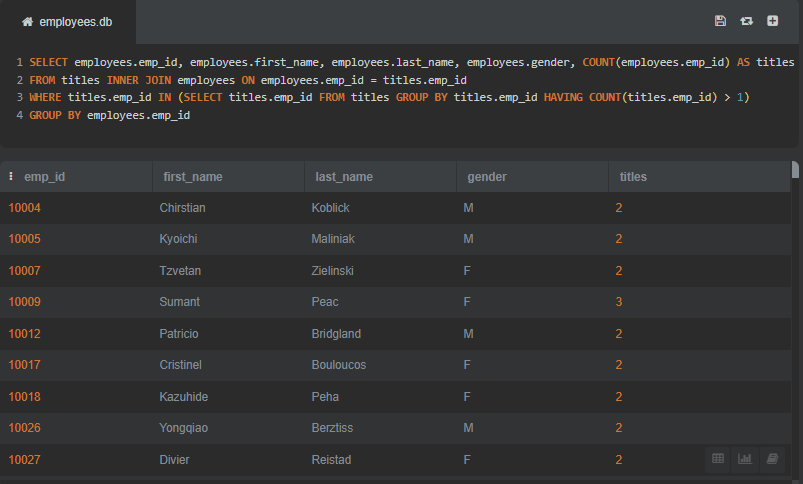 employees.db
1 SELECT employees.emp_id, employees.first_name, employees.last_name, employees.gender, COUNT(employees.emp_id) AS titles
2 FROM titles INNER JOIN employees ON employees.emp_id = titles.emp_id
3 WHERE titles.emp_id IN (SELECT titles.emp_id FROM titles GROUP BY titles.emp_id HAVING COUNT(titles.emp_id) > 1)
4 GROUP BY employees.emp_id
emp_id first_name last_name gender titles
10004 Chirstian Koblick M 2
10005 Kyoichi Maliniak M 2
10007 Tzvetan Zielinski F 2
10009 Sumant Peac F 3
10012 Patricio Bridgland M 2
10017 Cristinel Bouloucos F 2
10018 Kazuhide Peha F 2
10026 Yongqiao Berztiss M 2
10027 Divier Reistad F 2